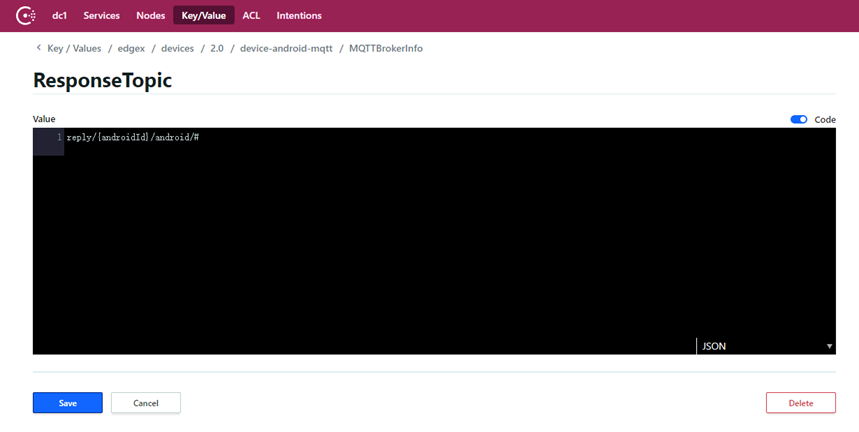 dc1 Services Nodes Key/Value ACL Intentions
< Key / Values / edgex / devices / 2.0 / device-android-mqtt / MQTTBrokerInfo
ResponseTopic
Value Code
1 reply/{androidId}/android/#
JSON
Save Cancel Delete